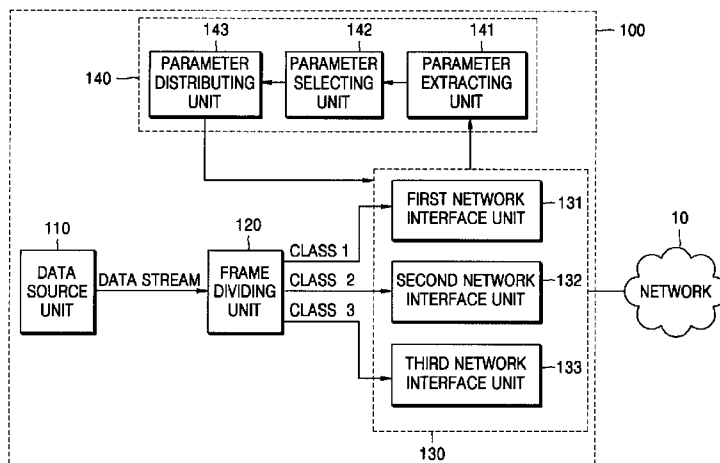 143
142
141
100
140
PARAMETER
DISTRIBUTING
UNIT
PARAMETER
SELECTING
UNIT
PARAMETER
EXTRACTING
UNIT
110
DATA
SOURCE
UNIT
DATA STREAM
120
FRAME
DIVIDING
UNIT
CLASS 1
CLASS 2
CLASS 3
FIRST NETWORK
INTERFACE UNIT
131
SECOND NETWORK
INTERFACE UNIT
132
THIRD NETWORK
INTERFACE UNIT
133
130
10
NETWORK